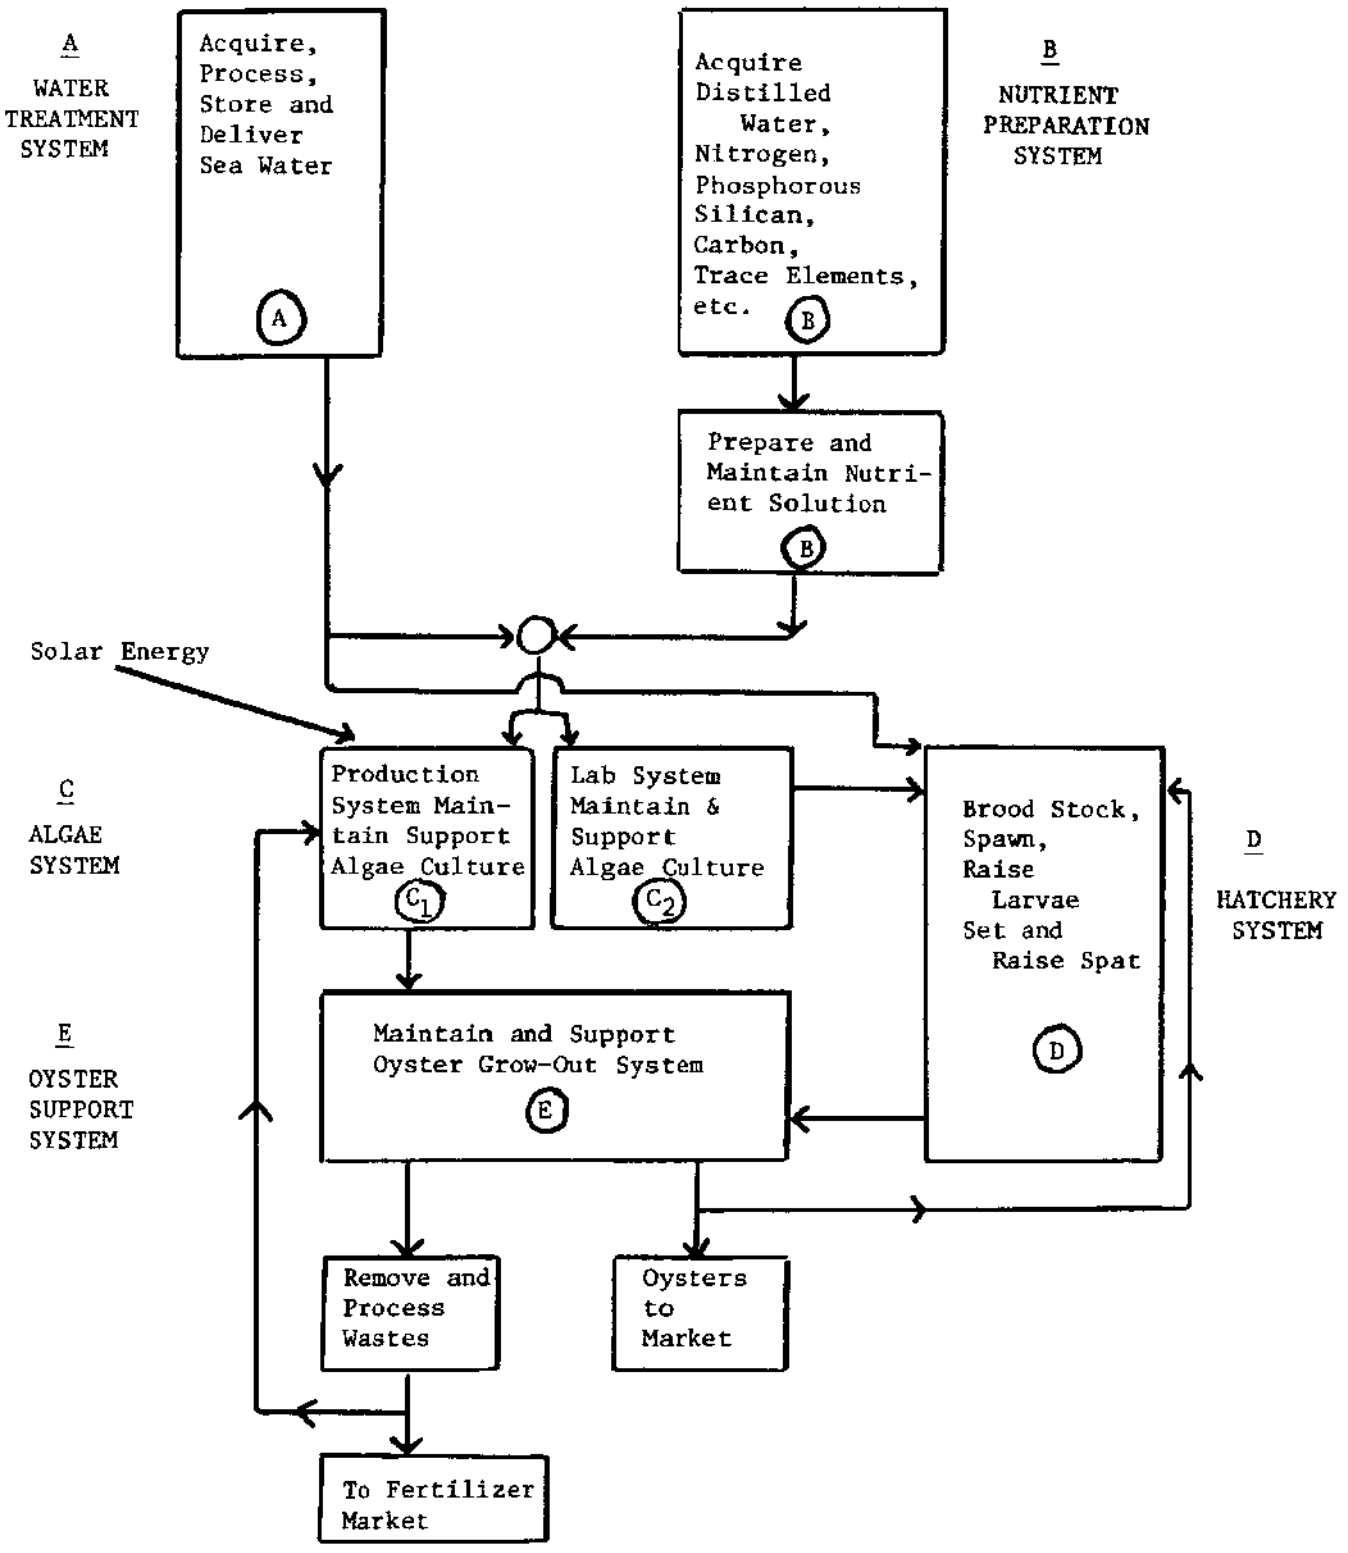 A
WATER
TREATMENT
SYSTEM
Acquire,
Process,
Store and
Deliver
Sea Water
A
Acquire
Distilled
Water,
Nitrogen,
Phosphorous
Silican,
Carbon,
Trace Elements,
etc.
B
B
NUTRIENT
PREPARATION
SYSTEM
Prepare and
Maintain Nutri-
ent Solution
B
Solar Energy
C
ALGAE
SYSTEM
Production
System Main-
tain Support
Algae Culture
C1
Lab System
Maintain &
Support
Algae Culture
C2
Brood Stock,
Spawn,
Raise
Larvae
Set and
Raise Spat
D
D
HATCHERY
SYSTEM
E
OYSTER
SUPPORT
SYSTEM
Maintain and Support
Oyster Grow-Out System
E
Remove and
Process
Wastes
Oysters
to
Market
To Fertilizer
Market